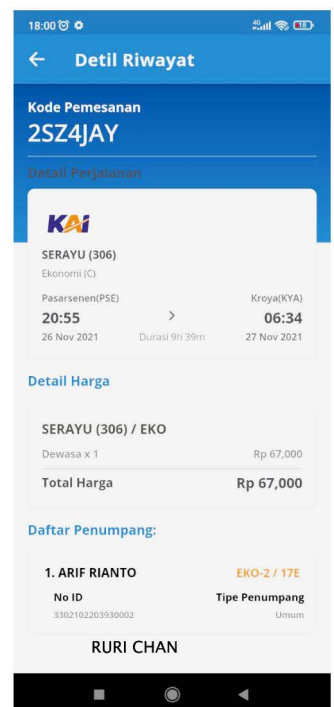 18:00
4G 18
Detil Riwayat
Kode Pemesanan
2SZ4JAY
Detail Perjalanan
KAI
SERAYU (306)
Ekonomi (C)
Pasarsenen(PSE) Kroya(KYA)
20:55 > 06:34
26 Nov 2021 Durasi 9h 39m 27 Nov 2021
Detail Harga
SERAYU (306) / EKO
Dewasa x 1 Rp 67,000
Total Harga Rp 67,000
Daftar Penumpang:
1. ARIF RIANTO EKO-2 / 17E
No ID Tipe Penumpang
3302102203930002 Umum
RURI CHAN